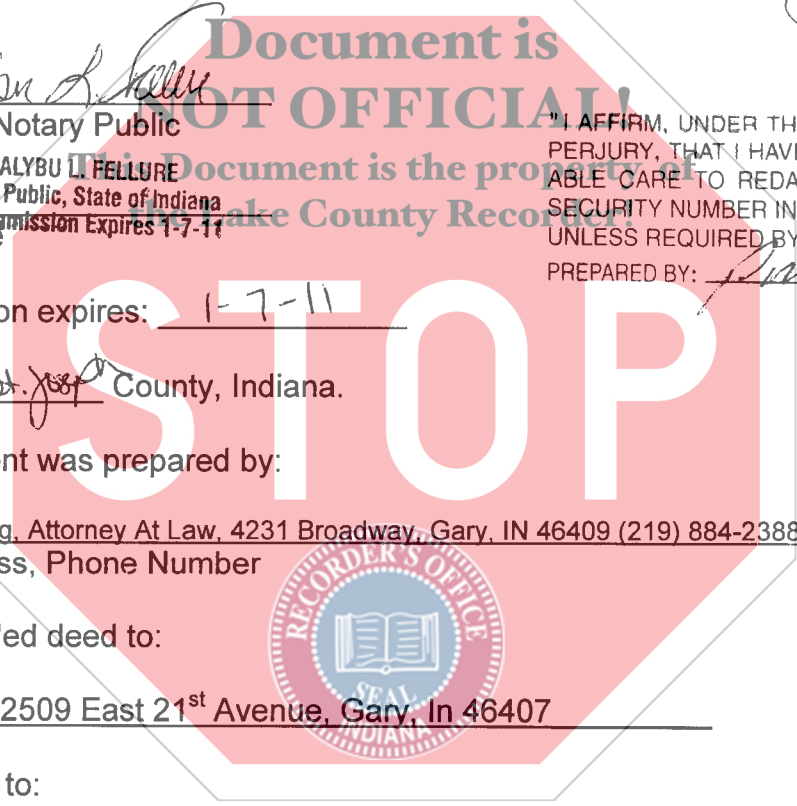 Document is
NOT OFFICIAL!
This Document is the property of
the Lake County Recorder!
Notary Public
ALYBU L. FELLURE
Public, State of Indiana
mmission Expires 1-7-11
"I AFFIRM, UNDER TH
PERJURY, THAT I HAV
ABLE CARE TO REDA
SECURITY NUMBER IN
UNLESS REQUIRED BY
PREPARED BY:
on expires: 1-7-11
St. Joseph County, Indiana.
STOP
ent was prepared by:
g, Attorney At Law, 4231 Broadway, Gary, IN 46409 (219) 884-2388
ss, Phone Number
RECORDER'S OFFICE
SEAL
INDIANA
ed deed to:
2509 East 21st Avenue, Gary, In 46407
to: